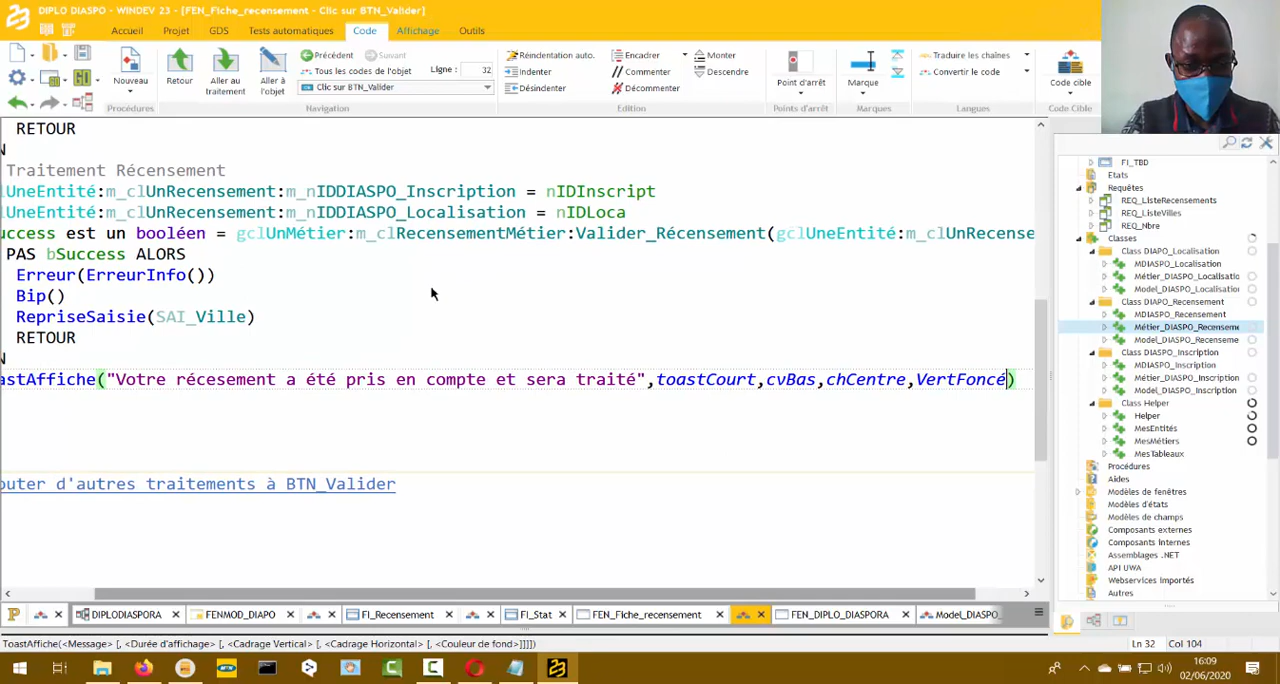 DIPLO DIASPO - WINDEV 23 - [FEN_Fiche_recensement - Clic sur BTN_Valider]
Accueil Projet GDS Tests automatiques Code Affichage Outils
Nouveau
Procédures
Retour
Aller au traitement
Aller à l'objet
Précédent Suivant
Tous les codes de l'objet
Clic sur BTN_Valider
Ligne : 32
Navigation
Réindentation auto.
Indenter
Désindenter
Encadrer
Commenter
Décommenter
Monter
Descendre
Edition
Point d'arrêt
Points d'arrêt
Marque
Marques
Traduire les chaînes
Convertir le code
Langues
Code cible
Code Cible
RETOUR
N
Traitement Récensement
lUneEntité:m_clUnRecensement:m_nIDDIASPO_Inscription = nIDInscript
lUneEntité:m_clUnRecensement:m_nIDDIASPO_Localisation = nIDLoca
uccess est un booléen = gclUnMétier:m_clRecensementMétier:Valider_Récensement(gclUneEntité:m_clUnRecense
PAS bSuccess ALORS
Erreur(ErreurInfo())
Bip()
RepriseSaisie(SAI_Ville)
RETOUR
N
astAffiche("Votre récesement a été pris en compte et sera traité",toastCourt,cvBas,chCentre,VertFoncé)
outer d'autres traitements à BTN_Valider
FI_TBD
Etats
Requêtes
REQ_ListeRecensements
REQ_ListeVilles
REQ_Nbre
Classes
Class DIAPO_Localisation
MDIASPO_Localisation
Métier_DIASPO_Localisatio
Model_DIASPO_Localisation
Class DIAPO_Recensement
MDIASPO_Recensement
Métier_DIASPO_Recenseme
Model_DIASPO_Recenseme
Class DIAPO_Inscription
MDIASPO_Inscription
Métier_DIASPO_Inscription
Model_DIASPO_Inscription
Class Helper
Helper
MesEntités
MesMétiers
MesTableaux
Procédures
Aides
Modèles de fenêtres
Modèles d'états
Modèles de champs
Composants externes
Composants internes
Assemblages .NET
API UWA
Webservices importés
Autres
DIPLODIASPORA FENMOD_DIAPO FI_Recensement FI_Stat FEN_Fiche_recensement FEN_DIPLO_DIASPORA Model_DIASPO
ToastAffiche(<Message> [, <Durée d'affichage> [, <Cadrage Vertical> [, <Cadrage Horizontal> [, <Couleur de fond>]]]])
Ln 32 Col 104
16:09
02/06/2020